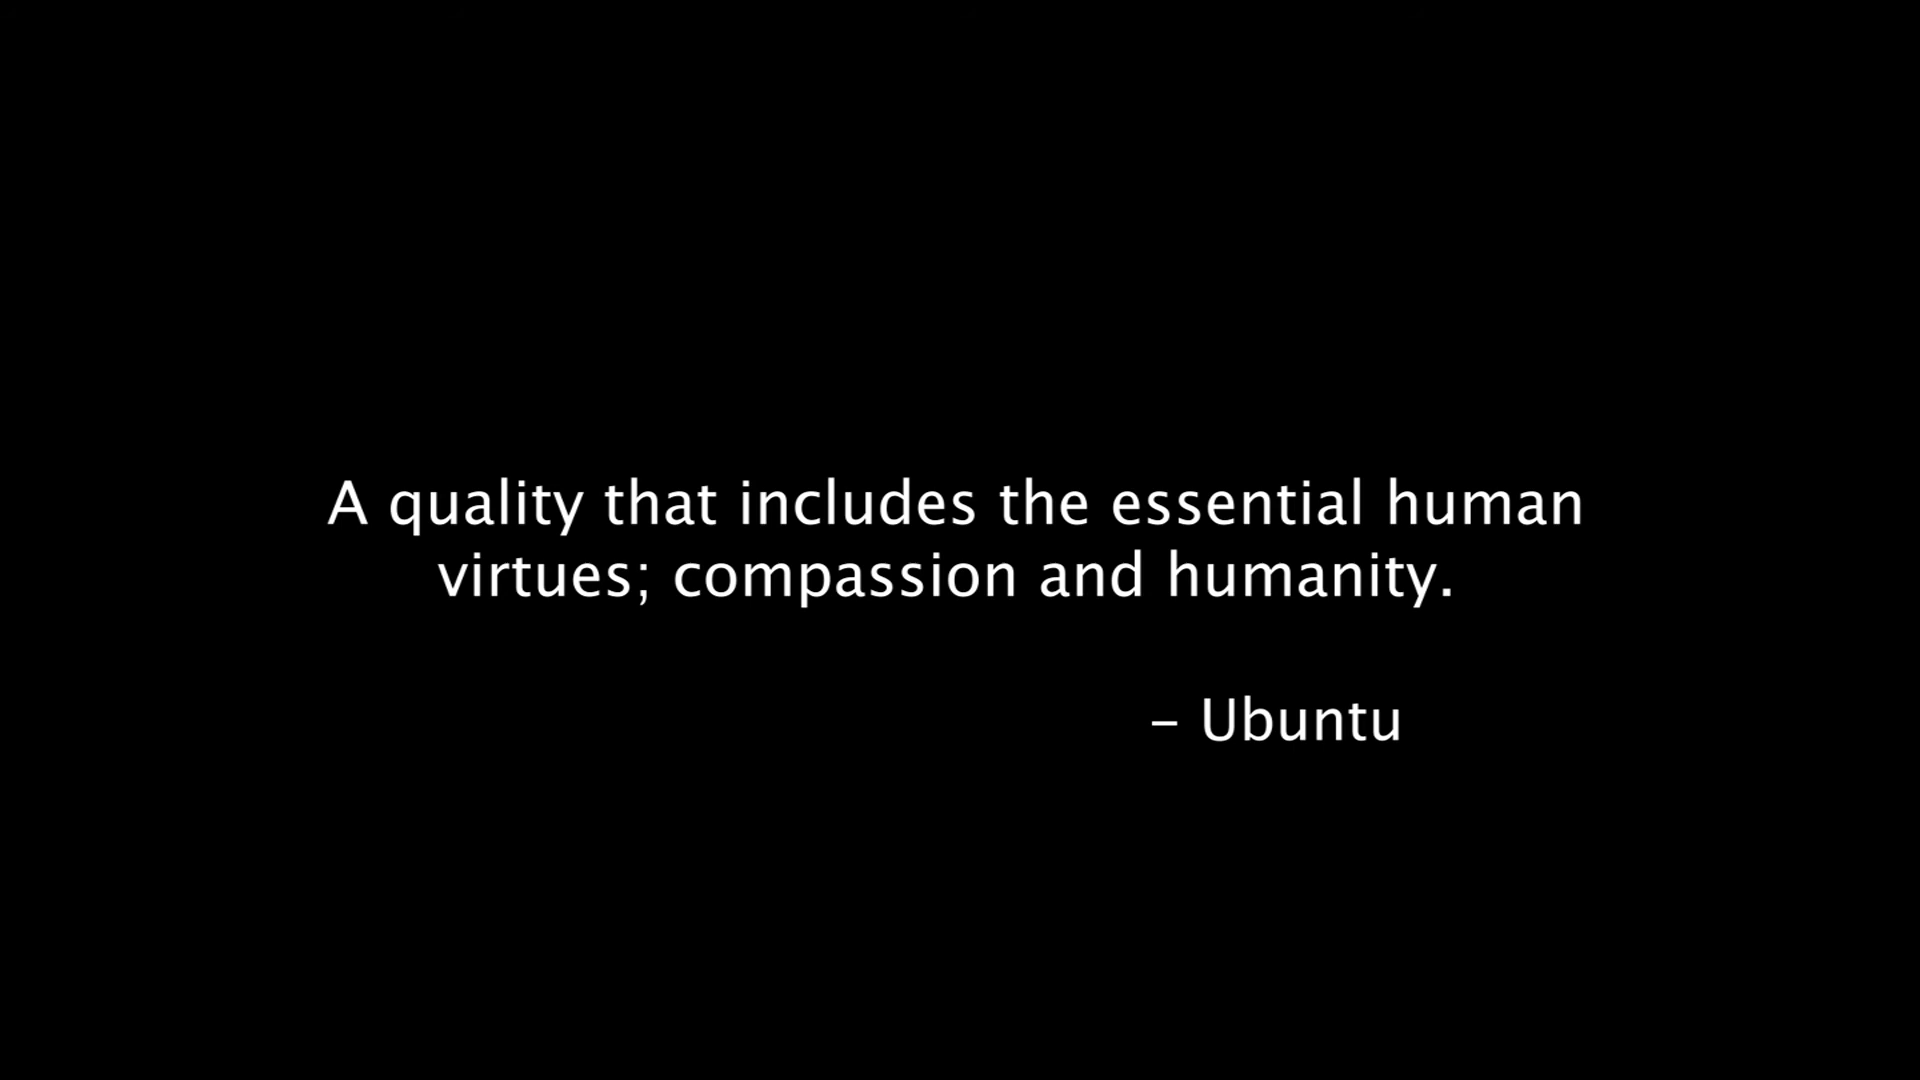 A quality that includes the essential human
virtues; compassion and humanity.
– Ubuntu